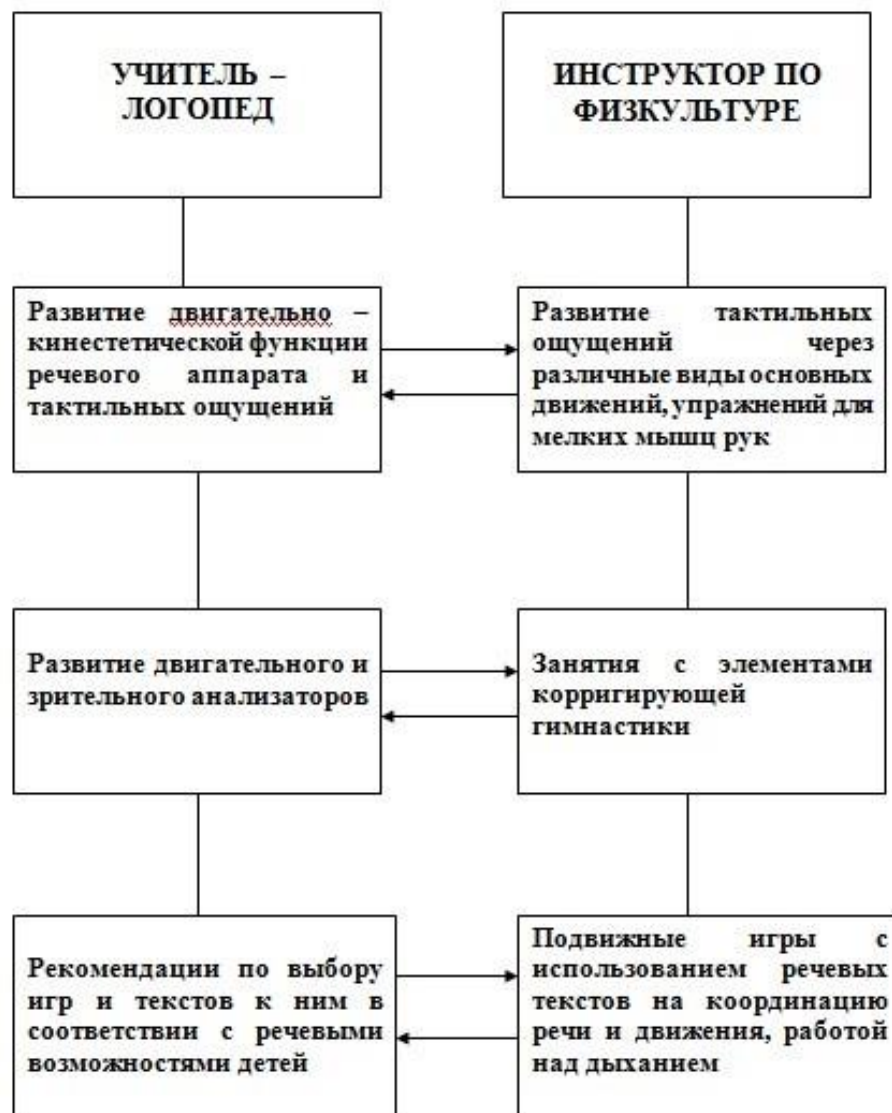 УЧИТЕЛЬ –
ЛОГОПЕД
ИНСТРУКТОР ПО
ФИЗКУЛЬТУРЕ
Развитие двигательно –
кинестетической функции
речевого аппарата и
тактильных ощущений
Развитие тактильных
ощущений через
различные виды основных
движений, упражнений для
мелких мышц рук
Развитие двигательного и
зрительного анализаторов
Занятия с элементами
корригирующей
гимнастики
Рекомендации по выбору
игр и текстов к ним в
соответствии с речевыми
возможностями детей
Подвижные игры с
использованием речевых
текстов на координацию
речи и движения, работой
над дыханием